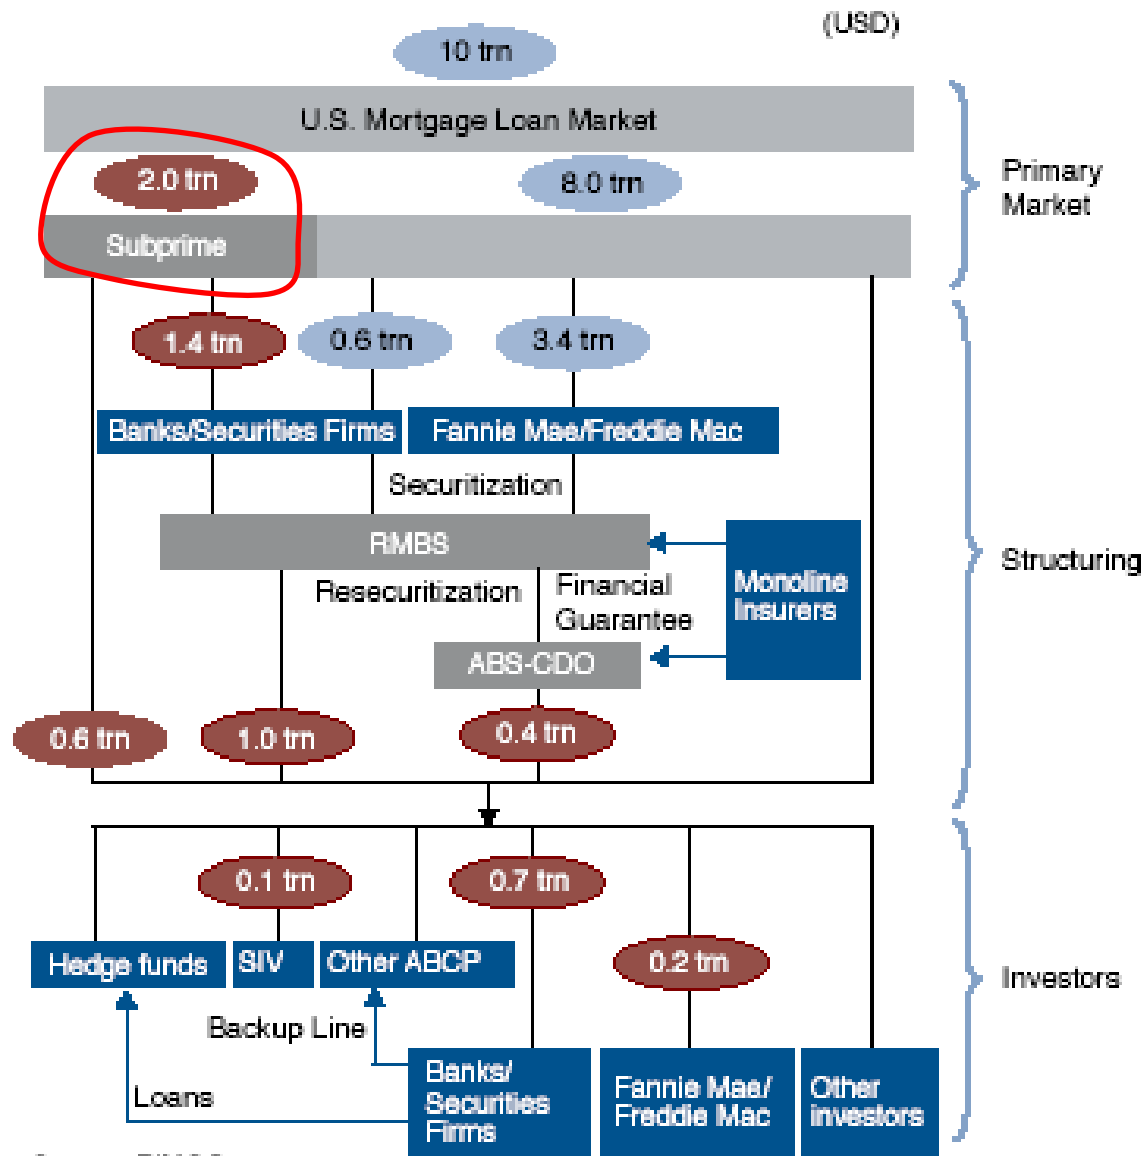 (USD)
10 trn
U.S. Mortgage Loan Market
2.0 trn
8.0 trn
Primary
Market
Subprime
1.4 trn
0.6 trn
3.4 trn
Banks/Securities Firms
Fannie Mae/Freddie Mac
Securitization
RMBS
Structuring
Resecuritization
Financial
Guarantee
Monoline
Insurers
ABS-CDO
0.6 trn
1.0 trn
0.4 trn
0.1 trn
0.7 trn
Hedge funds
SIV
Other ABCP
0.2 trn
Investors
Backup Line
Loans
Banks/
Securities
Firms
Fannie Mae/
Freddie Mac
Other
investors